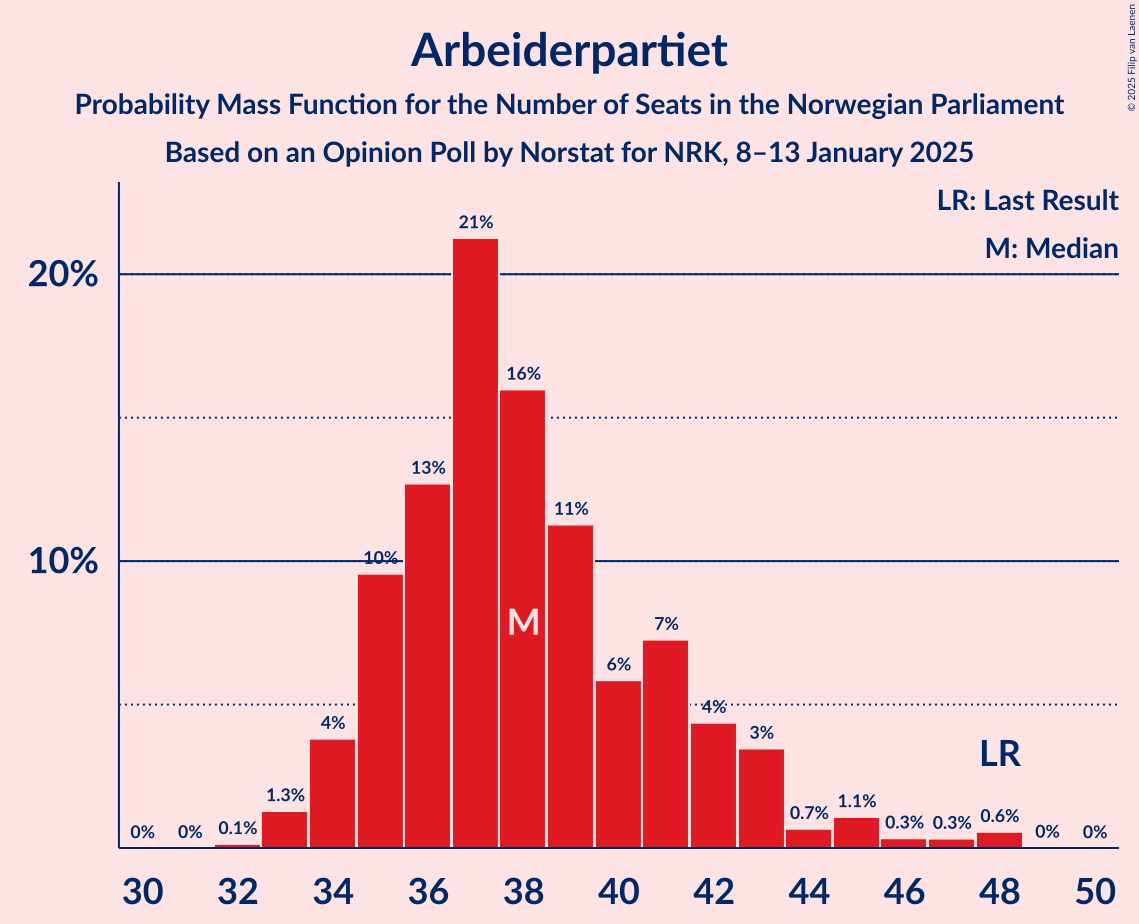 Arbeiderpartiet
Probability Mass Function for the Number of Seats in the Norwegian Parliament
Based on an Opinion Poll by Norstat for NRK, 8–13 January 2025
© 2025 Filip van Laenen
LR: Last Result
M: Median
20%
10%
0% 0% 0.1% 1.3% 4% 10% 13% 21% 16% 11% 6% 7% 4% 3% 0.7% 1.1% 0.3% 0.3% 0.6% 0% 0%
M
LR
30 32 34 36 38 40 42 44 46 48 50